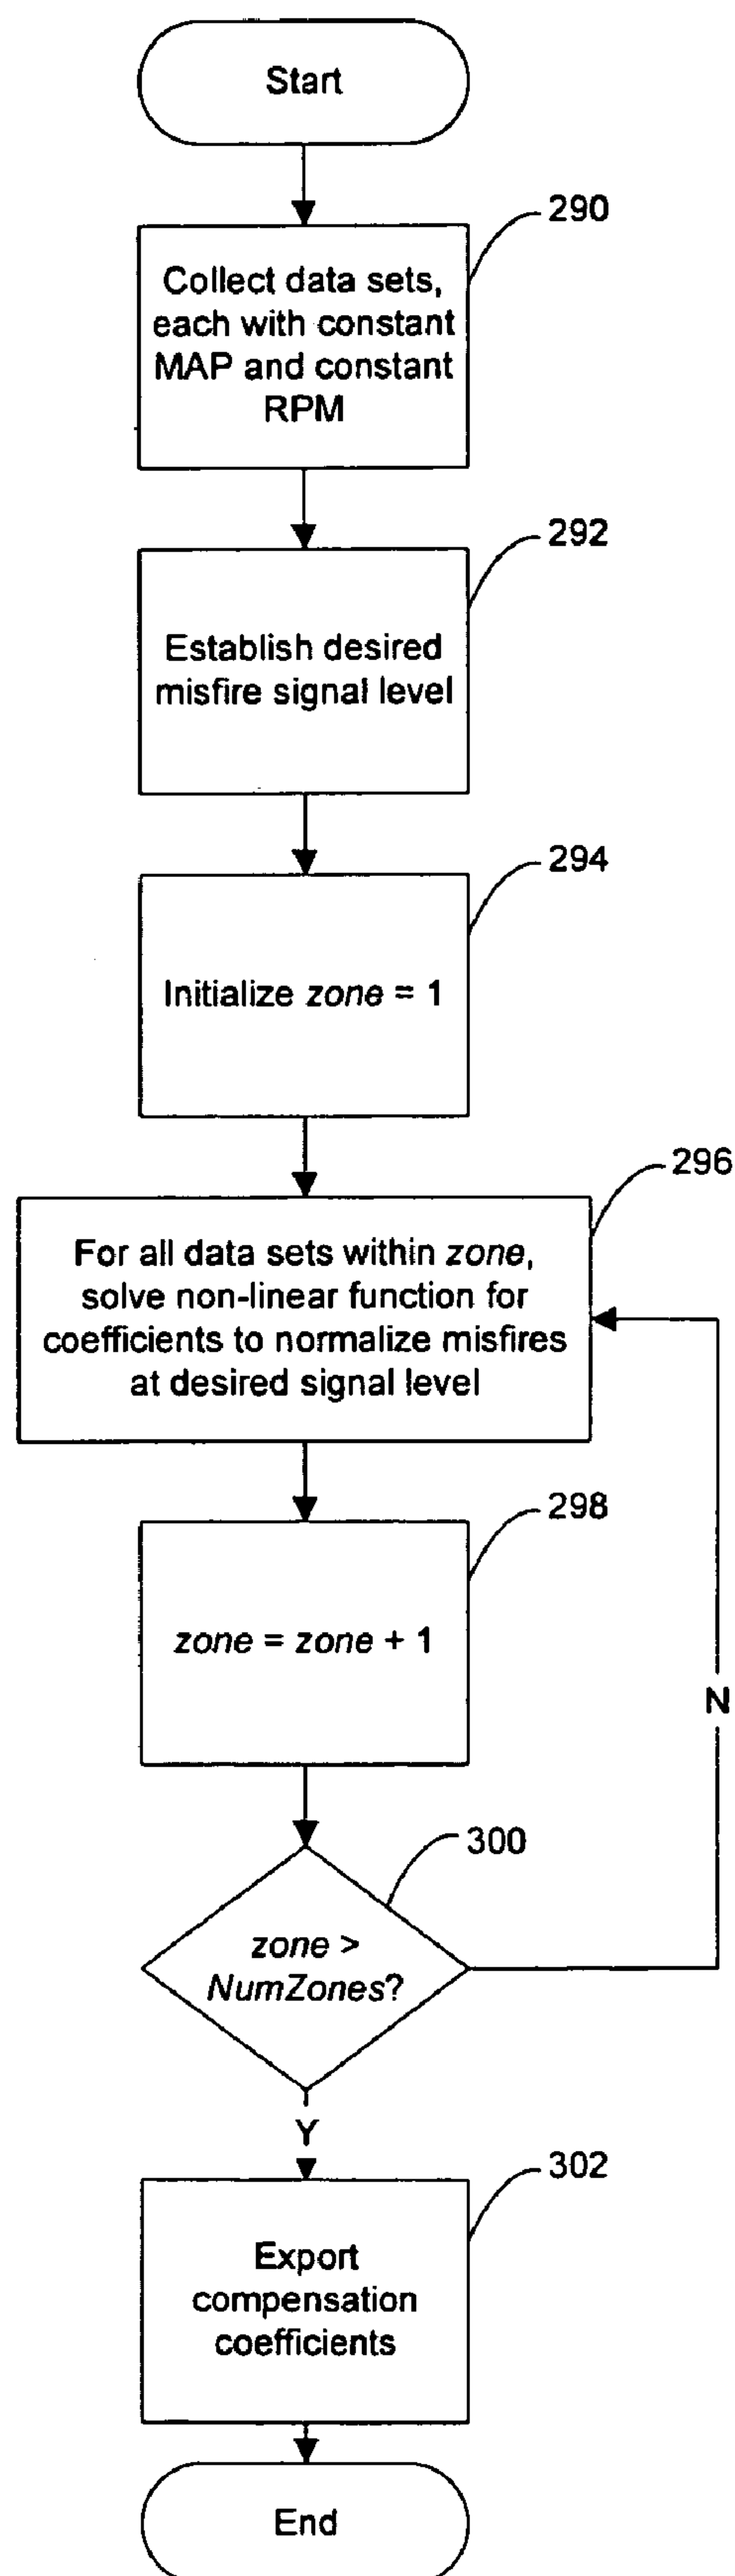 Start
290
Collect data sets,
each with constant
MAP and constant
RPM
292
Establish desired
misfire signal level
294
Initialize zone = 1
296
For all data sets within zone,
solve non-linear function for
coefficients to normalize misfires
at desired signal level
298
zone = zone + 1
N
300
zone >
NumZones?
Y
302
Export
compensation
coefficients
End